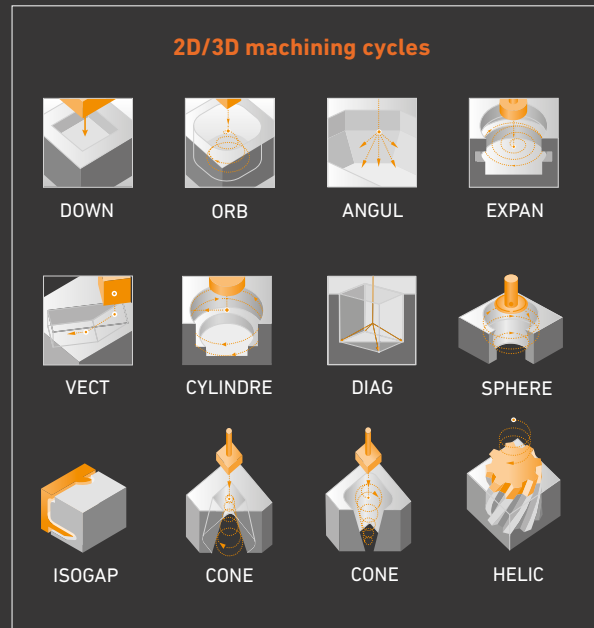 2D/3D machining cycles
DOWN ORB ANGUL EXPAN
VECT CYLINDRE DIAG SPHERE
ISOGAP CONE CONE HELIC